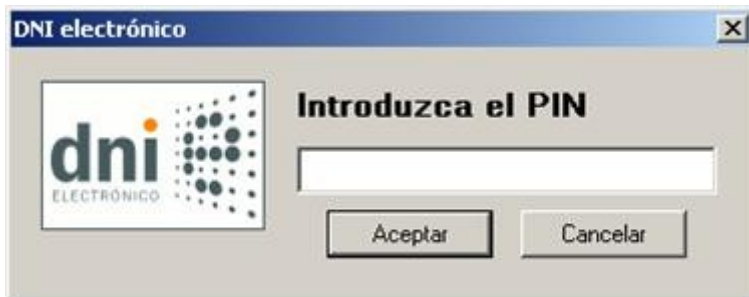 DNI electrónico
Introduzca el PIN
dni
ELECTRÓNICO
Aceptar
Cancelar